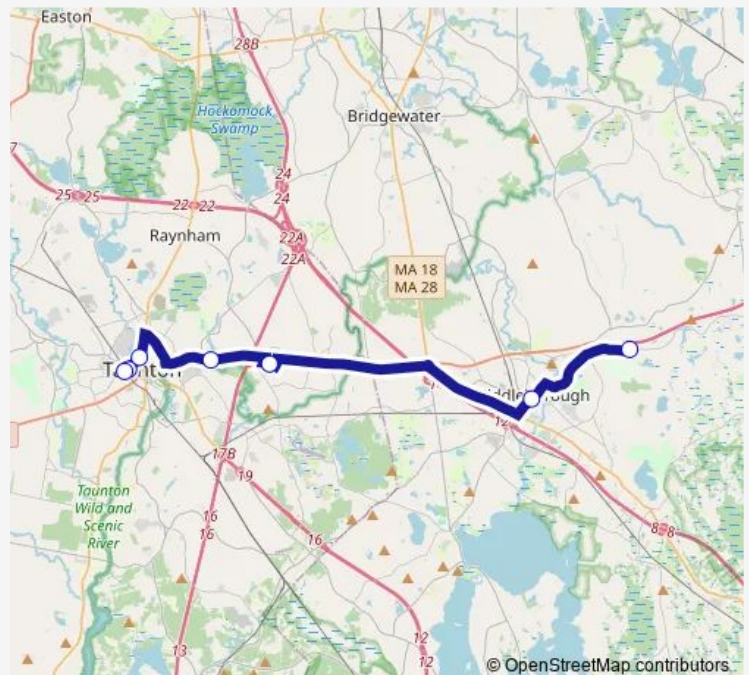 Easton
28B
Hockomock
Swamp
Bridgewater
7
24
24
25
25
22
22
22A
22A
Raynham
MA 18
MA 28
12
17B
19
Taunton
Wild and
Scenic
River
16
16
16
8
8
12
12
13
© OpenStreetMap contributors